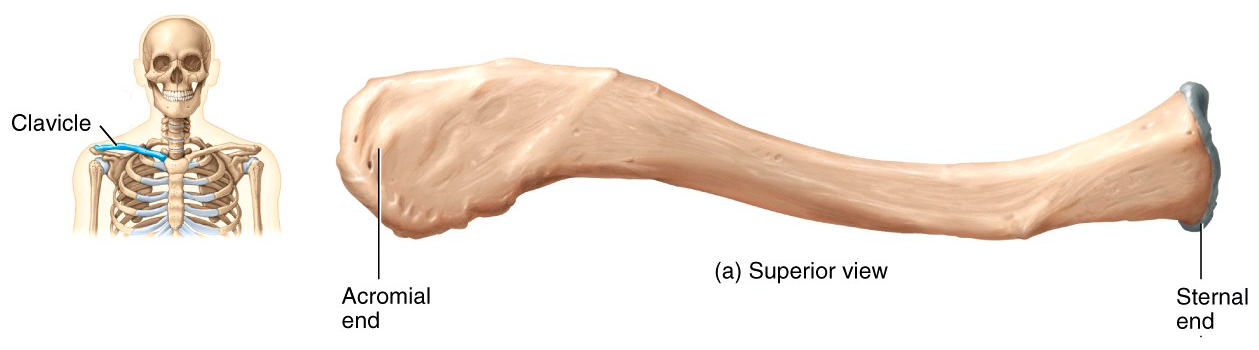 Clavicle
(a) Superior view
Acromial
end
Sternal
end